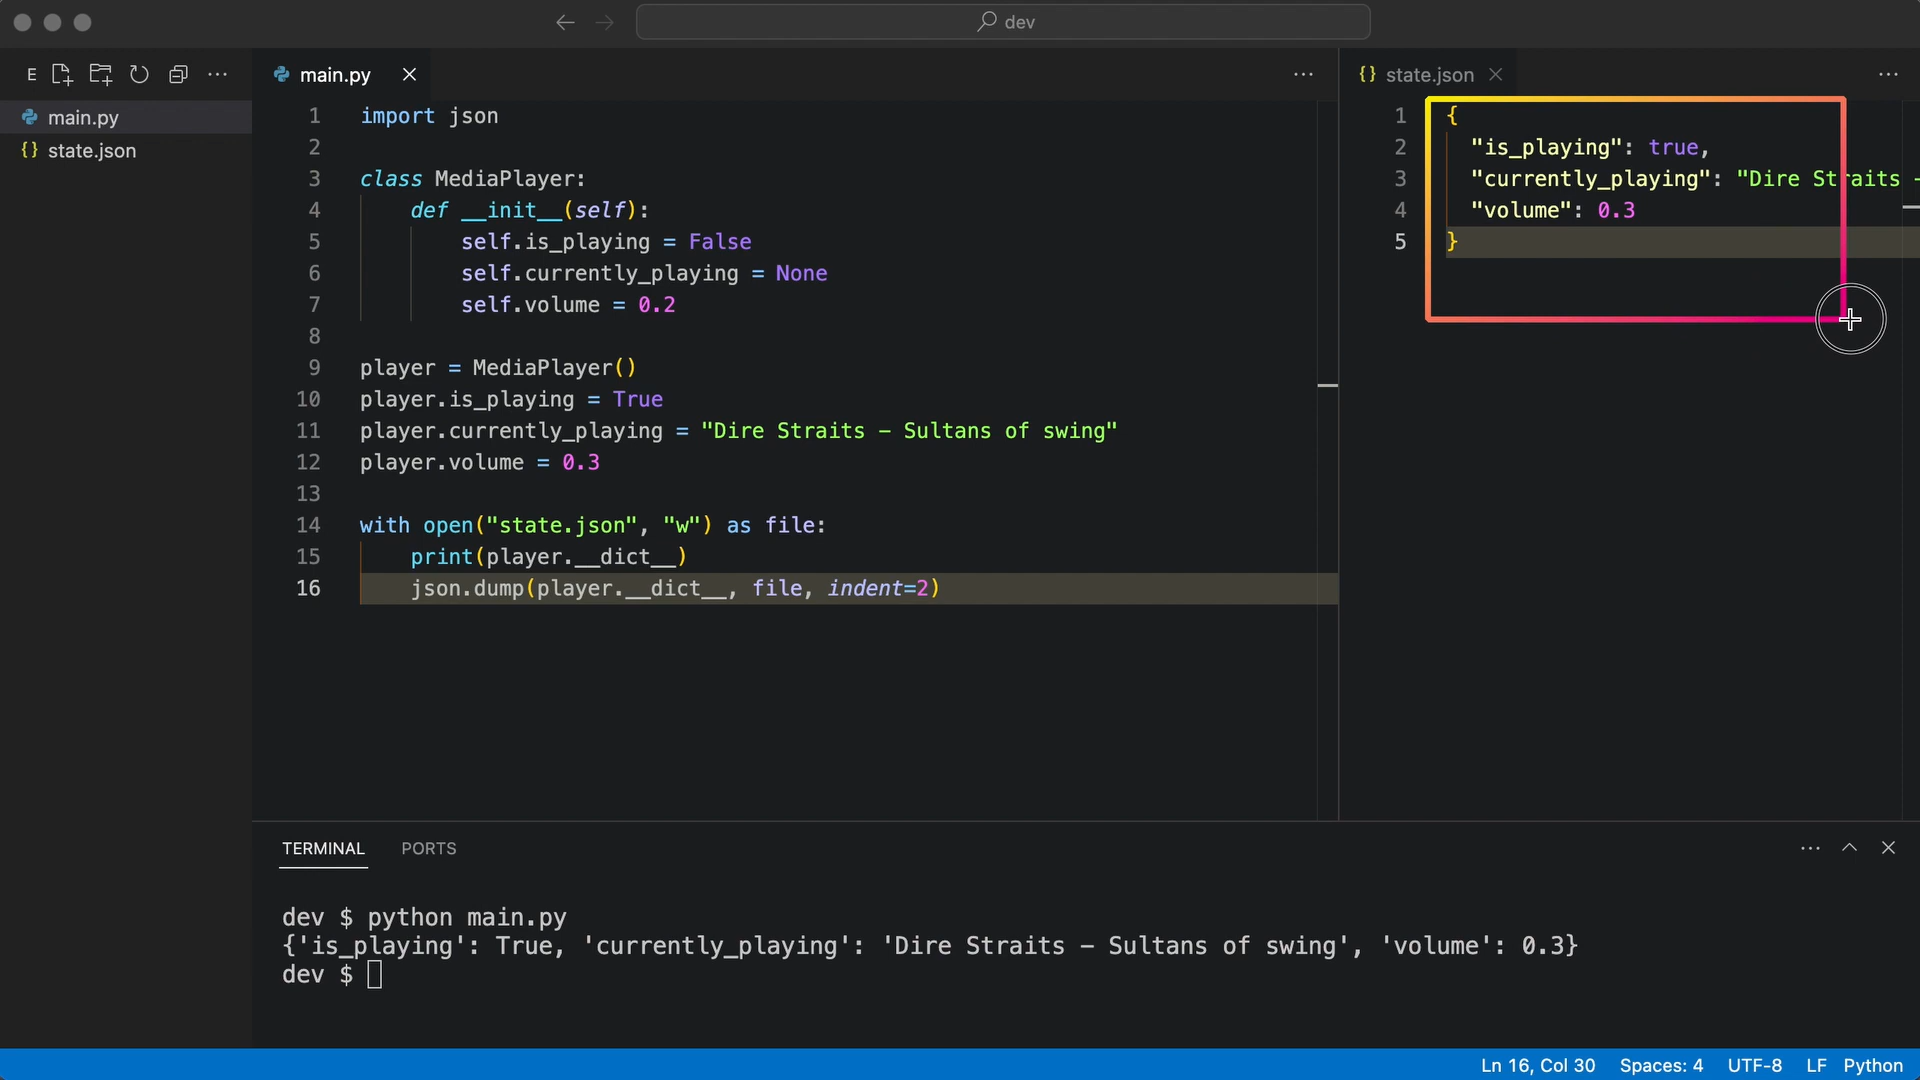 dev
E
main.py
state.json
main.py
1 import json
2
3 class MediaPlayer:
4 def __init__(self):
5 self.is_playing = False
6 self.currently_playing = None
7 self.volume = 0.2
8
9 player = MediaPlayer()
10 player.is_playing = True
11 player.currently_playing = "Dire Straits – Sultans of swing"
12 player.volume = 0.3
13
14 with open("state.json", "w") as file:
15 print(player.__dict__)
16 json.dump(player.__dict__, file, indent=2)
{} state.json
1 {
2 "is_playing": true,
3 "currently_playing": "Dire Straits –
4 "volume": 0.3
5 }
TERMINAL PORTS
dev $ python main.py
{'is_playing': True, 'currently_playing': 'Dire Straits – Sultans of swing', 'volume': 0.3}
dev $
Ln 16, Col 30 Spaces: 4 UTF-8 LF Python